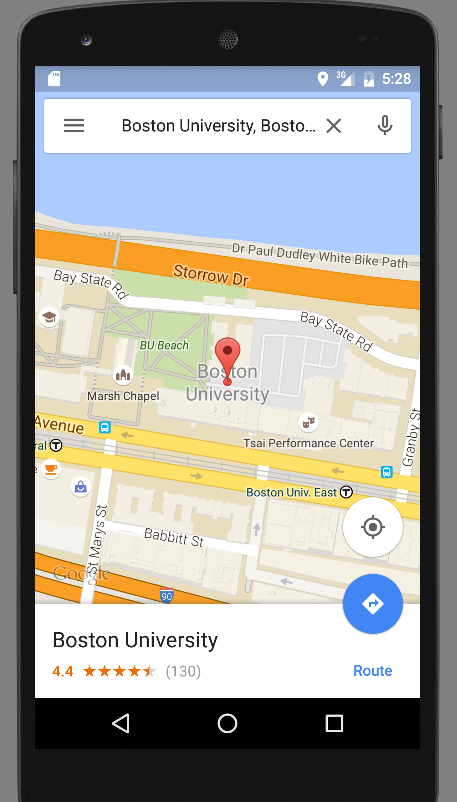 3G 5:28
Boston University, Bosto...
Dr Paul Dudley White Bike Path
Storrow Dr
Bay State Rd
Bay State Rd
BU Beach
Boston
University
Marsh Chapel
Granby St
Avenue
Tsai Performance Center
ral T
e
Boston Univ. East T
St Marys St
Babbitt St
Google
90
Boston University
4.4 (130)
Route